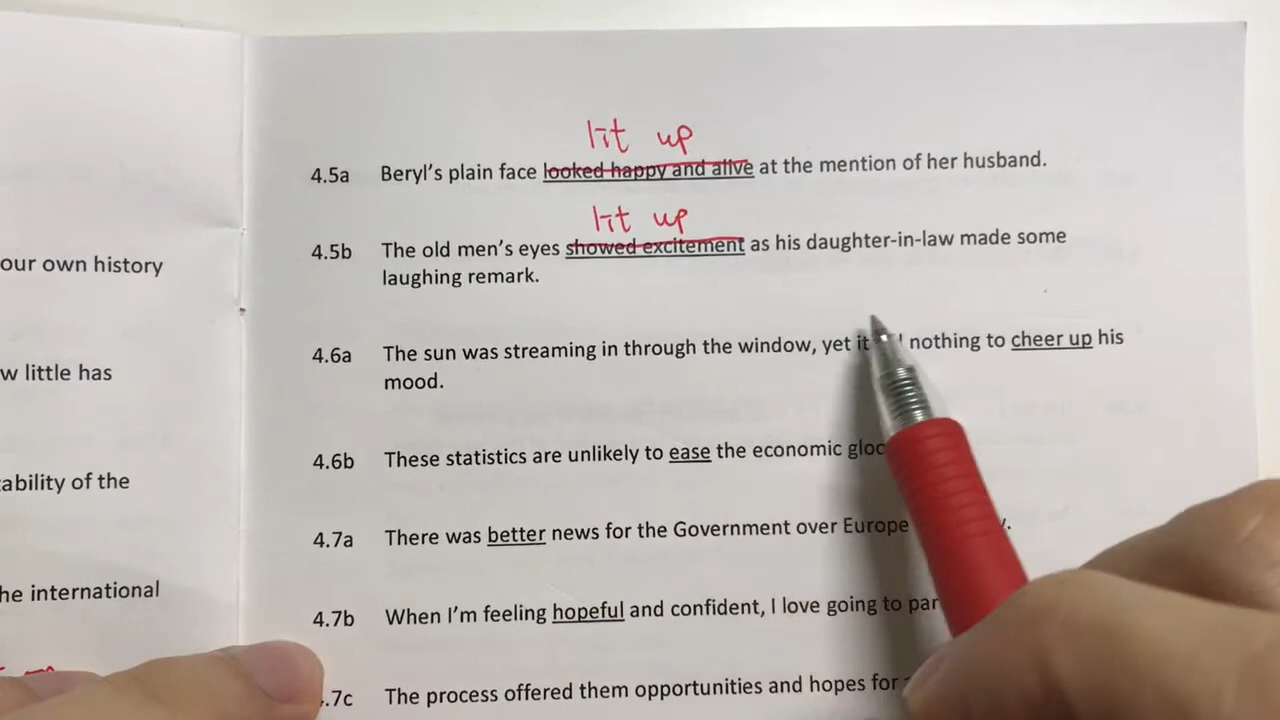 lit up
4.5a Beryl's plain face looked happy and alive at the mention of her husband.
lit up
4.5b The old men's eyes showed excitement as his daughter-in-law made some
laughing remark.
4.6a The sun was streaming in through the window, yet it nothing to cheer up his
mood.
4.6b These statistics are unlikely to ease the economic
4.7a There was better news for the Government over Europe
4.7b When I'm feeling hopeful and confident, I love going to
.7c The process offered them opportunities and hopes for
our own history
w little has
ability of the
he international